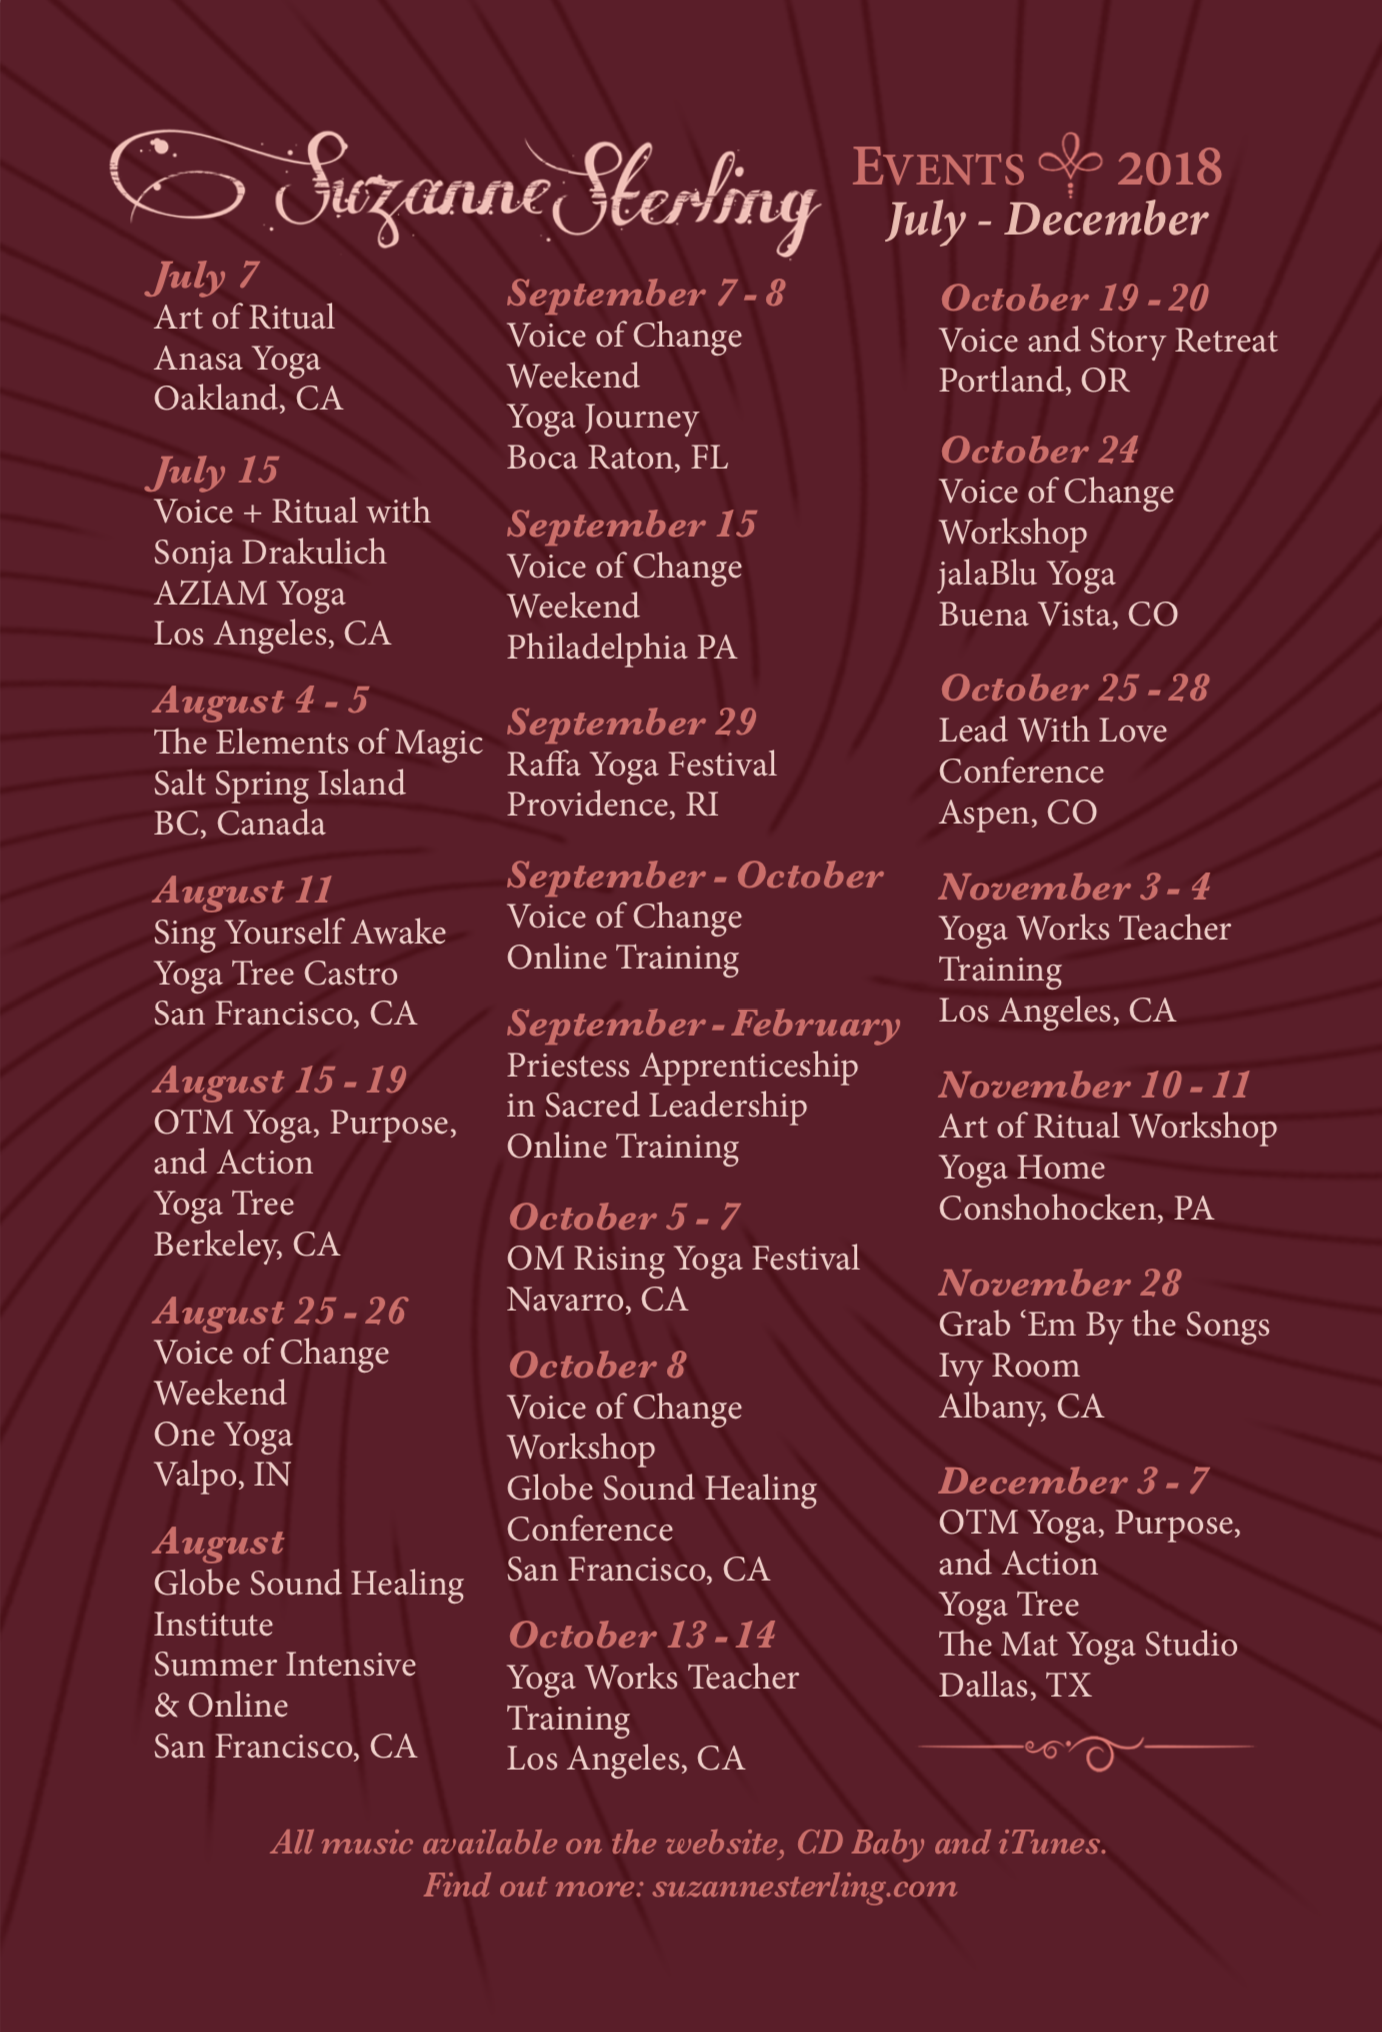 Suzanne Sterling
EVENTS 2018
July - December
July 7
Art of Ritual
Anasa Yoga
Oakland, CA
July 15
Voice + Ritual with
Sonja Drakulich
AZIAM Yoga
Los Angeles, CA
August 4 - 5
The Elements of Magic
Salt Spring Island
BC, Canada
August 11
Sing Yourself Awake
Yoga Tree Castro
San Francisco, CA
August 15 - 19
OTM Yoga, Purpose,
and Action
Yoga Tree
Berkeley, CA
August 25 - 26
Voice of Change
Weekend
One Yoga
Valpo, IN
August
Globe Sound Healing
Institute
Summer Intensive
& Online
San Francisco, CA
September 7 - 8
Voice of Change
Weekend
Yoga Journey
Boca Raton, FL
September 15
Voice of Change
Weekend
Philadelphia PA
September 29
Raffa Yoga Festival
Providence, RI
September - October
Voice of Change
Online Training
September - February
Priestess Apprenticeship
in Sacred Leadership
Online Training
October 5 - 7
OM Rising Yoga Festival
Navarro, CA
October 8
Voice of Change
Workshop
Globe Sound Healing
Conference
San Francisco, CA
October 13 - 14
Yoga Works Teacher
Training
Los Angeles, CA
October 19 - 20
Voice and Story Retreat
Portland, OR
October 24
Voice of Change
Workshop
jalaBlu Yoga
Buena Vista, CO
October 25 - 28
Lead With Love
Conference
Aspen, CO
November 3 - 4
Yoga Works Teacher
Training
Los Angeles, CA
November 10 - 11
Art of Ritual Workshop
Yoga Home
Conshohocken, PA
November 28
Grab ‘Em By the Songs
Ivy Room
Albany, CA
December 3 - 7
OTM Yoga, Purpose,
and Action
Yoga Tree
The Mat Yoga Studio
Dallas, TX
All music available on the website, CD Baby and iTunes.
Find out more: suzannesterling.com